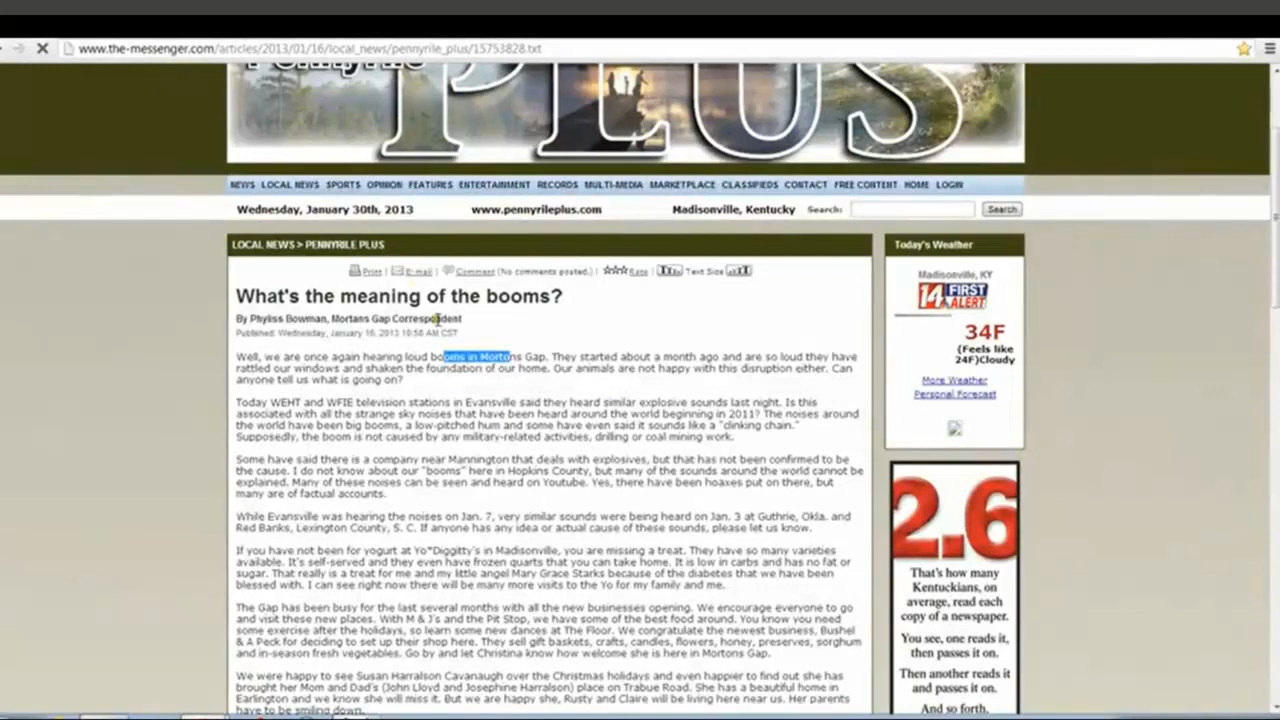 www.the-messenger.com/articles/2013/01/16/local_news/pennyrile_plus/15753828.txt
Pennyrile
PLUS
NEWS LOCAL NEWS SPORTS OPINION FEATURES ENTERTAINMENT RECORDS MULTI-MEDIA MARKETPLACE CLASSIFIEDS CONTACT FREE CONTENT HOME LOGIN
Wednesday, January 30th, 2013 www.pennyrileplus.com Madisonville, Kentucky Search: Search
LOCAL NEWS > PENNYRILE PLUS
Print | E-mail | Comment (No comments posted.) | Rate | Text Size
What's the meaning of the booms?
By Phyliss Bowman, Mortans Gap Correspondent
Published: Wednesday, January 16, 2013 10:58 AM CST
Well, we are once again hearing loud booms in Mortons Gap. They started about a month ago and are so loud they have
rattled our windows and shaken the foundation of our home. Our animals are not happy with this disruption either. Can
anyone tell us what is going on?
Today WEHT and WFIE television stations in Evansville said they heard similar explosive sounds last night. Is this
associated with all the strange sky noises that have been heard around the world beginning in 2011? The noises around
the world have been big booms, a low-pitched hum and some have even said it sounds like a "clinking chain."
Supposedly, the boom is not caused by any military-related activities, drilling or coal mining work.
Some have said there is a company near Mannington that deals with explosives, but that has not been confirmed to be
the cause. I do not know about our "booms" here in Hopkins County, but many of the sounds around the world cannot be
explained. Many of these noises can be seen and heard on Youtube. Yes, there have been hoaxes put on there, but
many are of factual accounts.
While Evansville was hearing the noises on Jan. 7, very similar sounds were being heard on Jan. 3 at Guthrie, Okla. and
Red Banks, Lexington County, S. C. If anyone has any idea or actual cause of these sounds, please let us know.
If you have not been for yogurt at Yo*Diggitty's in Madisonville, you are missing a treat. They have so many varieties
available. It's self-served and they even have frozen quarts that you can take home. It is low in carbs and has no fat or
sugar. That really is a treat for me and my little angel Mary Grace Starks because of the diabetes that we have been
blessed with. I can see right now there will be many more visits to the Yo for my family and me.
The Gap has been busy for the last several months with all the new businesses opening. We encourage everyone to go
and visit these new places. With M & J's and the Pit Stop, we have some of the best food around. You know you need
some exercise after the holidays, so learn some new dances at The Floor. We congratulate the newest business, Bushel
& A Peck for deciding to set up their shop here. They sell gift baskets, crafts, candles, flowers, honey, preserves, sorghum
and in-season fresh vegetables. Go by and let Christina know how welcome she is here in Mortons Gap.
We were happy to see Susan Harralson Cavanaugh over the Christmas holidays and even happier to find out she has
brought her Mom and Dad's (John Lloyd and Josephine Harralson) place on Trabue Road. She has a beautiful home in
Earlington and we know she will miss it. But we are happy she, Rusty and Claire will be living here near us. Her parents
have to be smiling down.
Today's Weather
Madisonville, KY
14 FIRST
ALERT
34F
(Feels like
34F)Cloudy
More Weather
Personal Forecast
2.6
That's how many
Kentuckians, on
average, read each
copy of a newspaper.
You see, one reads it,
then passes it on.
Then another reads it
and passes it on.
And so forth.